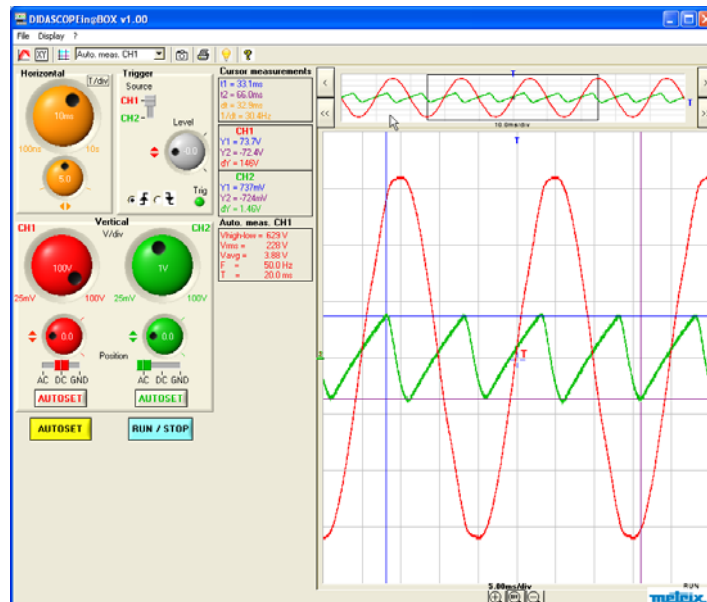 DIDASCOPEin@BOX v1.00
File Display ?
XY
Auto. meas. CH1
Horizontal
T/div
10ms
100ns 10s
5.0
Trigger
Source
CH1
CH2
Level
-0.0
Trig
Cursor measurements
t1 = 33.1ms
t2 = 66.0ms
dt = 32.9ms
1/dt = 30.4Hz
CH1
Y1 = 73.7V
Y2 = -72.4V
dY = 146V
CH2
Y1 = 737mV
Y2 = -724mV
dY = 1.46V
Auto. meas. CH1
Vhigh-low = 629 V
Vrms = 228 V
Vavg = 3.88 V
F = 50.0 Hz
T = 20.0 ms
Vertical
CH1 V/div CH2
100V 1V
25mV 100V 25mV 100V
0.0 0.0
Position
AC DC GND AC DC GND
AUTOSET AUTOSET
AUTOSET RUN / STOP
< >
<<
T
T
10.0ms/div
T
T
5.00ms/div
RUN
metrix